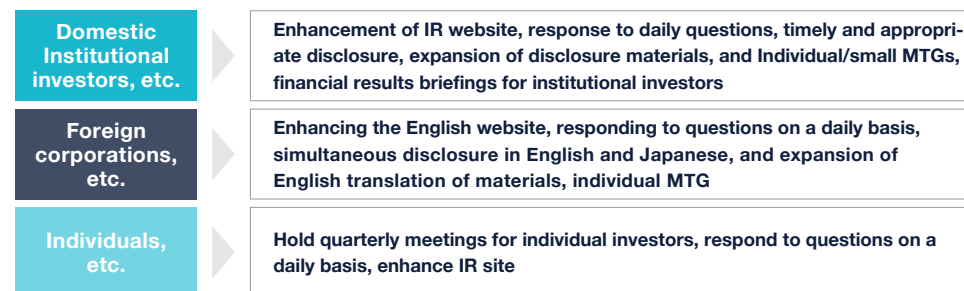 Domestic
Institutional
investors, etc.
Enhancement of IR website, response to daily questions, timely and appropri-
ate disclosure, expansion of disclosure materials, and Individual/small MTGs,
financial results briefings for institutional investors
Foreign
corporations,
etc.
Enhancing the English website, responding to questions on a daily basis,
simultaneous disclosure in English and Japanese, and expansion of
English translation of materials, individual MTG
Individuals,
etc.
Hold quarterly meetings for individual investors, respond to questions on a
daily basis, enhance IR site